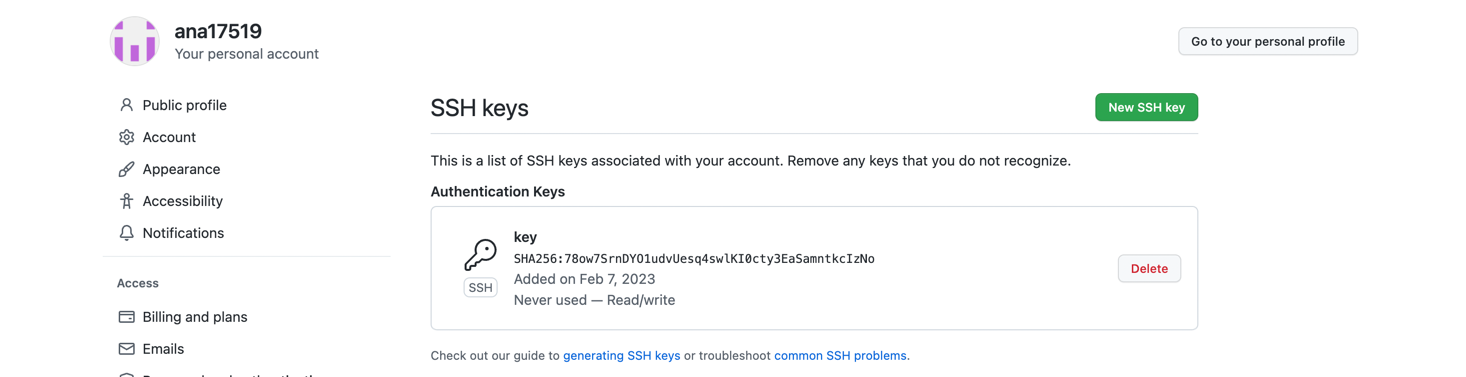 ana17519
Your personal account
Go to your personal profile
Public profile
Account
Appearance
Accessibility
Notifications
Access
Billing and plans
Emails
SSH keys
New SSH key
This is a list of SSH keys associated with your account. Remove any keys that you do not recognize.
Authentication Keys
SSH
key
SHA256:78ow7SrnDYO1udvUesq4swlKI0cty3EaSamntkcIzNo
Added on Feb 7, 2023
Never used — Read/write
Delete
Check out our guide to generating SSH keys or troubleshoot common SSH problems.